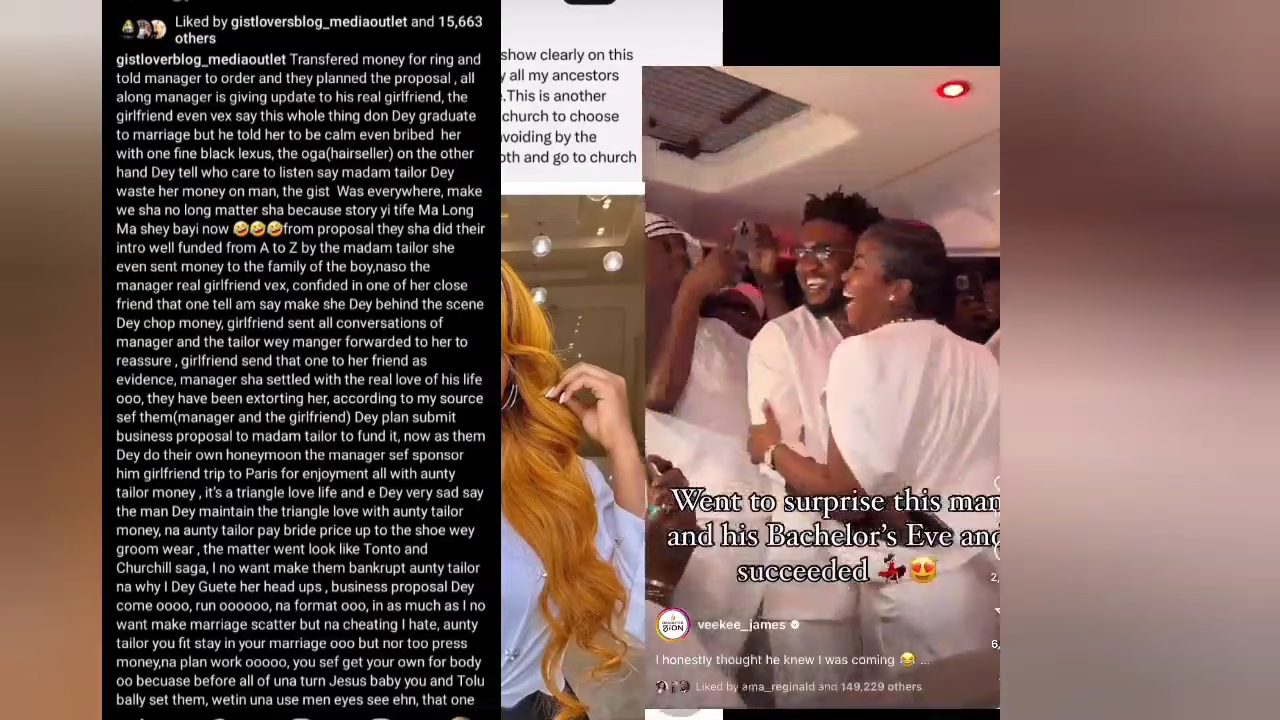 Liked by gistloversblog_mediaoutlet and 15,663
others
gistloverblog_mediaoutlet Transfered money for ring and
told manager to order and they planned the proposal , all
along manager is giving update to his real girlfriend, the
girlfriend even vex say this whole thing don Dey graduate
to marriage but he told her to be calm even bribed her
with one fine black lexus, the oga(hairseller) on the other
hand Dey tell who care to listen say madam tailor Dey
waste her money on man, the gist Was everywhere, make
we sha no long matter sha because story yi tife Ma Long
Ma shey bayi now 🤣🤣🤣from proposal they sha did their
intro well funded from A to Z by the madam tailor she
even sent money to the family of the boy,naso the
manager real girlfriend vex, confided in one of her close
friend that one tell am say make she Dey behind the scene
Dey chop money, girlfriend sent all conversations of
manager and the tailor wey manger forwarded to her to
reassure , girlfriend send that one to her friend as
evidence, manager sha settled with the real love of his life
ooo, they have been extorting her, according to my source
sef them(manager and the girlfriend) Dey plan submit
business proposal to madam tailor to fund it, now as them
Dey do their own honeymoon the manager sef sponsor
him girlfriend trip to Paris for enjoyment all with aunty
tailor money , it's a triangle love life and e Dey very sad say
the man Dey maintain the triangle love with aunty tailor
money, na aunty tailor pay bride price up to the shoe wey
groom wear , the matter went look like Tonto and
Churchill saga, I no want make them bankrupt aunty tailor
na why I Dey Guete her head ups , business proposal Dey
come oooo, run oooooo, na format ooo, in as much as I no
want make marriage scatter but na cheating I hate, aunty
tailor you fit stay in your marriage ooo but nor too press
money,na plan work ooooo, you sef get your own for body
oo becuase before all of una turn Jesus baby you and Tolu
bally set them, wetin una use men eyes see ehn, that one
show clearly on this
y all my ancestors
.This is another
church to choose
voiding by the
oth and go to church
Went to surprise this man
and his Bachelor's Eve and
succeeded 💃😍
ZION
veekee_james
I honestly thought he knew I was coming 😂 ...
Liked by ama_reginald and 149,229 others
2,
6,